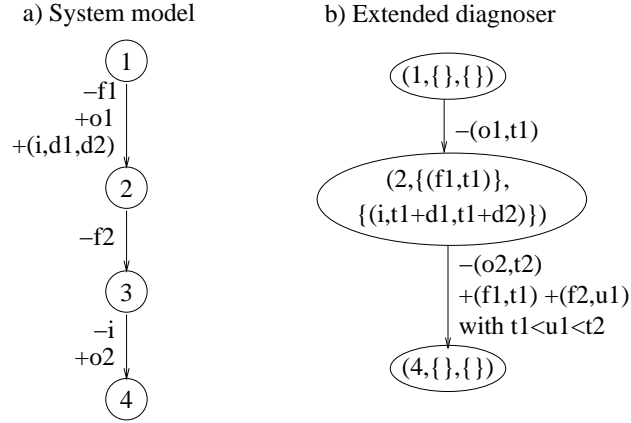 a) System model
1
−f1
+o1
+(i,d1,d2)
2
−f2
3
−i
+o2
4
b) Extended diagnoser
(1,{},{})
−(o1,t1)
(2,{(f1,t1)},
{(i,t1+d1,t1+d2)})
−(o2,t2)
+(f1,t1) +(f2,u1)
with t1<u1<t2
(4,{},{})